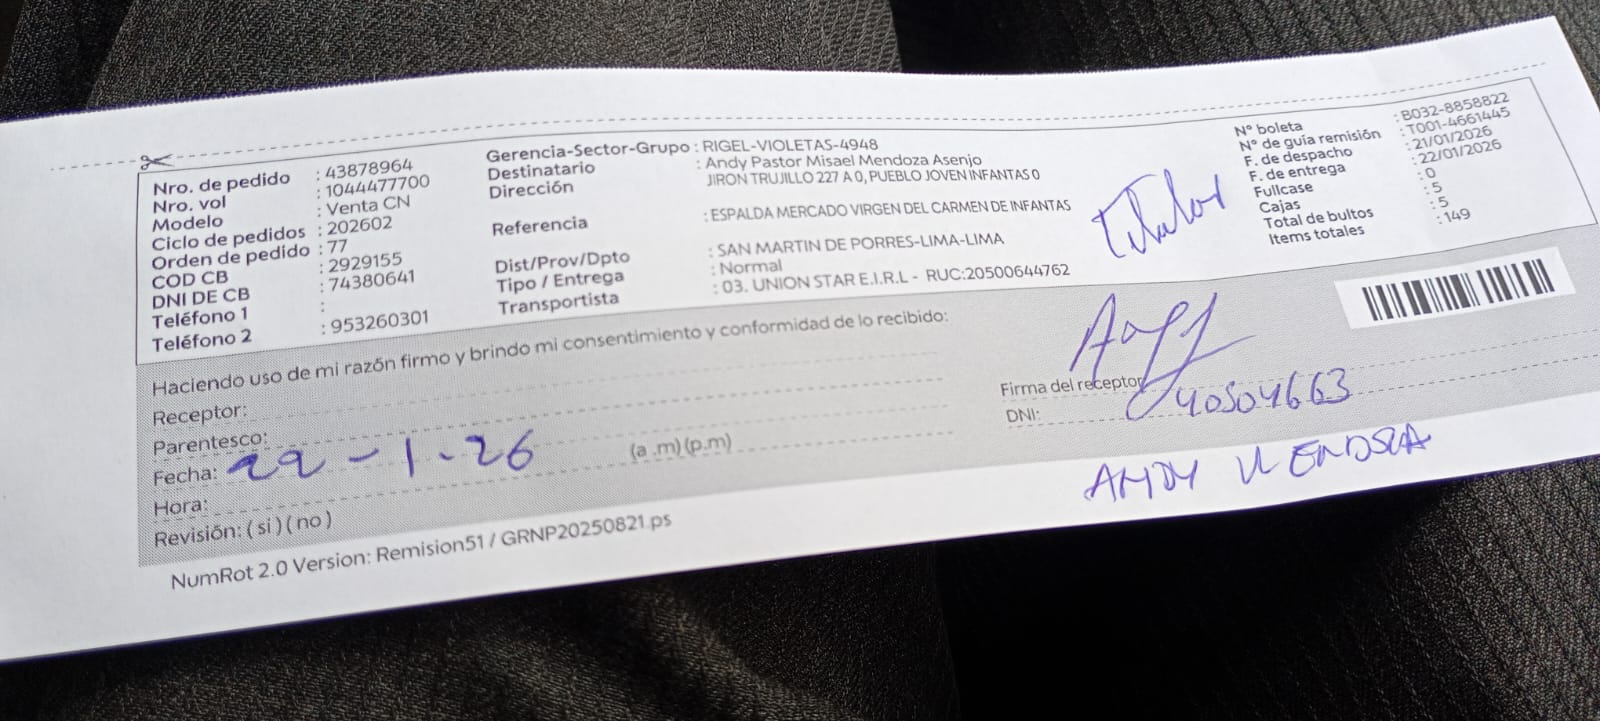 Nro. de pedido : 43878964
Nro. vol : 1044477700
Modelo : Venta CN
Ciclo de pedidos : 202602
Orden de pedido : 77
COD CB : 2929155
DNI DE CB : 74380641
Teléfono 1 :
Teléfono 2 : 953260301
Gerencia-Sector-Grupo : RIGEL-VIOLETAS-4948
Destinatario : Andy Pastor Misael Mendoza Asenjo
Dirección JIRON TRUJILLO 227 A 0, PUEBLO JOVEN INFANTAS 0
Referencia : ESPALDA MERCADO VIRGEN DEL CARMEN DE INFANTAS
Dist/Prov/Dpto : SAN MARTIN DE PORRES-LIMA-LIMA
Tipo / Entrega : Normal
Transportista : 03. UNION STAR E.I.R.L - RUC:20500644762
N° boleta : B032-8858822
N° de guía remisión : T001-4661445
F. de despacho : 21/01/2026
F. de entrega : 22/01/2026
Fullcase : 0
Cajas : 5
Total de bultos : 5
Items totales : 149
Haciendo uso de mi razón firmo y brindo mi consentimiento y conformidad de lo recibido:
Receptor:
Parentesco:
Fecha: 22-1-26
Hora: (a .m) (p.m)
Revisión: ( si ) ( no )
Firma del receptor
DNI: 40504663
ANDY MENDOZA
NumRot 2.0 Version: Remision51 / GRNP20250821.ps